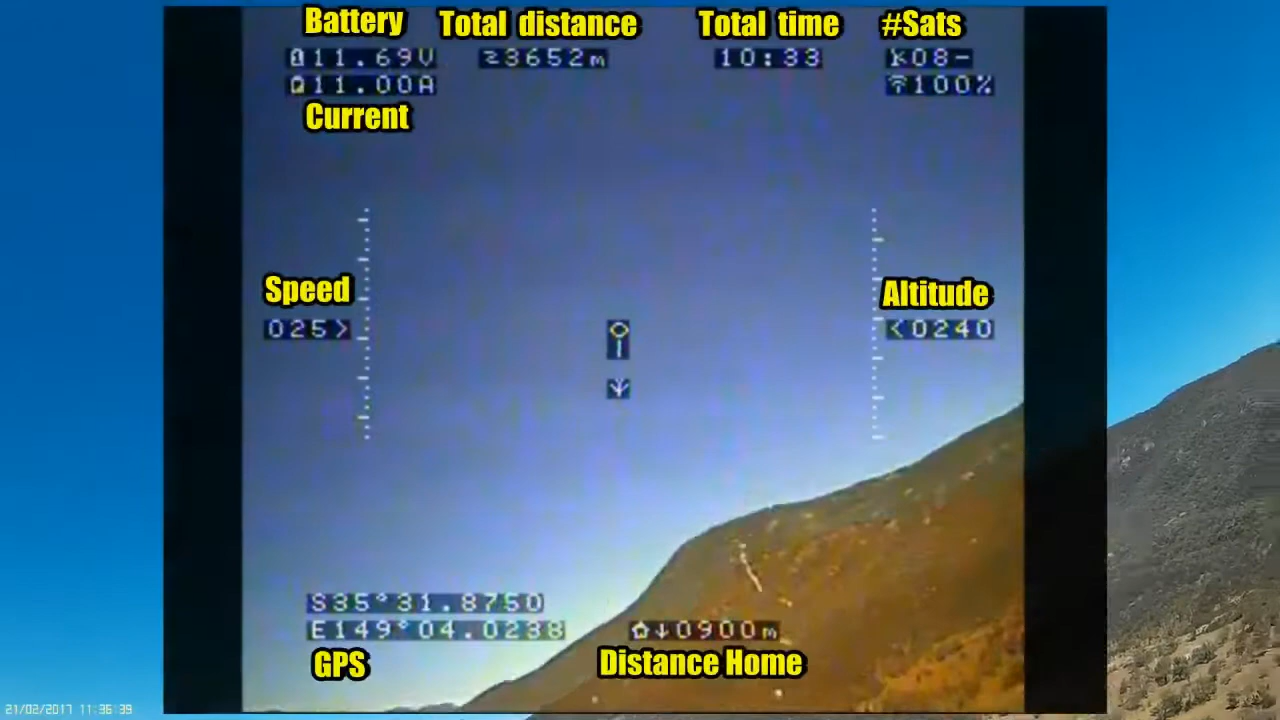 Battery Total distance Total time #Sats
11.69V 3652m 10:33 08-
11.00A 100%
Current
Speed Altitude
025> <0240
S35°31.8750
E149°04.0238 0900m
GPS Distance Home
21/02/2017 11:36:39